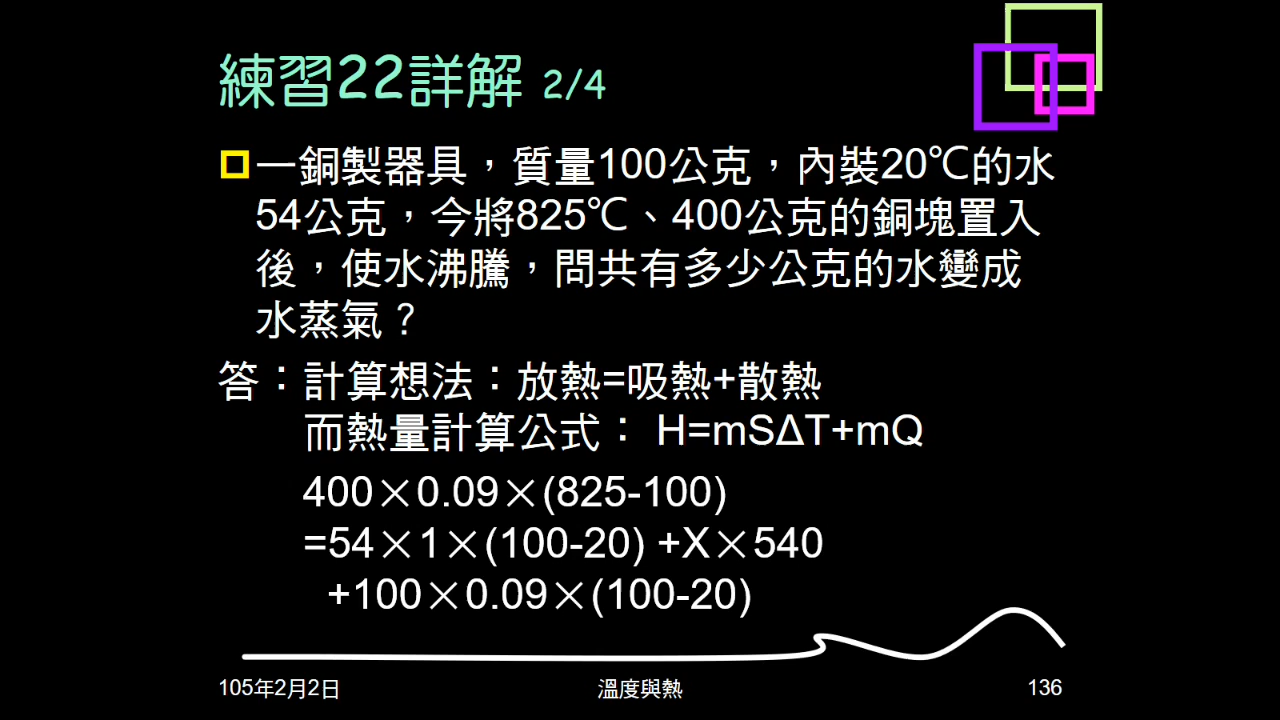 練習22詳解 2/4
一銅製器具，質量100公克，內裝20℃的水
54公克，今將825℃、400公克的銅塊置入
後，使水沸騰，問共有多少公克的水變成
水蒸氣？
答：計算想法：放熱=吸熱+散熱
而熱量計算公式： H=mSΔT+mQ
400×0.09×(825-100)
=54×1×(100-20) +X×540
+100×0.09×(100-20)
105年2月2日
溫度與熱
136